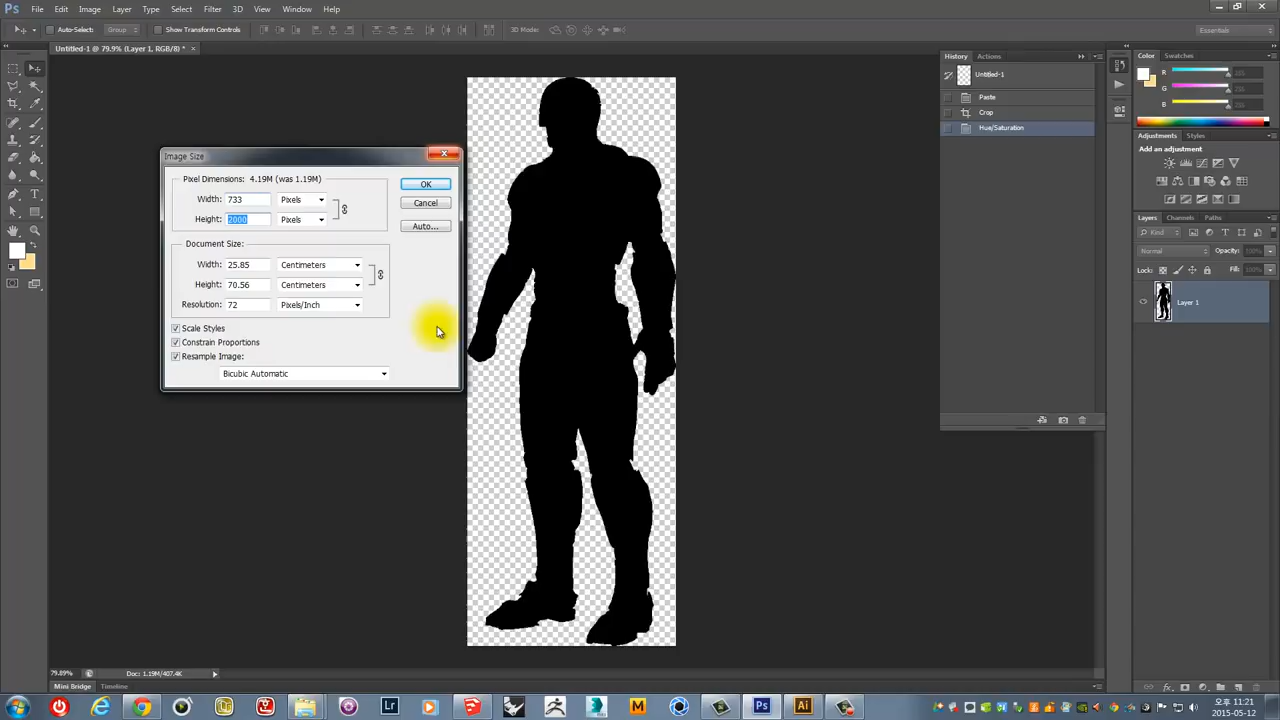 Ps File Edit Image Layer Type Select Filter 3D View Window Help
Auto-Select: Group Show Transform Controls 3D Mode: Essentials
Untitled-1 @ 79.9% (Layer 1, RGB/8) * ×
History Actions
Untitled-1
Paste
Crop
Hue/Saturation
Color Swatches
R
G
B
Adjustments Styles
Add an adjustment
Layers Channels Paths
Kind
Normal Opacity:
Lock: Fill:
Layer 1
Image Size
Pixel Dimensions: 4.19M (was 1.19M)
Width: 733 Pixels
Height: 2000 Pixels
Document Size:
Width: 25.85 Centimeters
Height: 70.56 Centimeters
Resolution: 72 Pixels/Inch
Scale Styles
Constrain Proportions
Resample Image:
Bicubic Automatic
OK
Cancel
Auto...
79.89% Doc: 1.19M/407.4K
Mini Bridge Timeline
Lr M Ps Ai
오후 11:21
2015-05-12